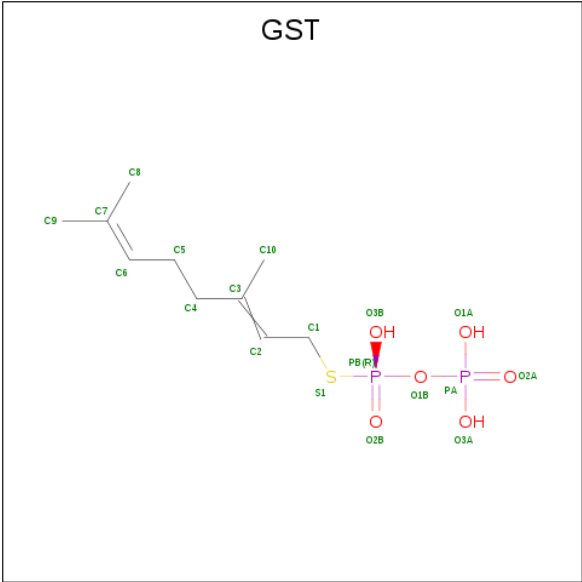 GST
C8
C7
C9
C5
C10
C6
C3
O3B
O1A
C4
C1
OH
OH
C2
PB(R)
S
P
O
P
O
O2A
S1
O1B
PA
O
OH
O2B
O3A